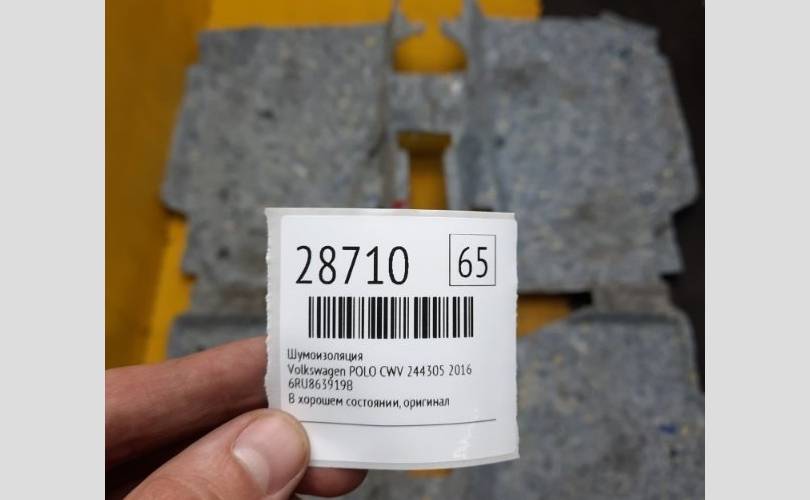 28710 65
Шумоизоляция
Volkswagen POLO CWV 244305 2016
6RU863919B
В хорошем состоянии, оригинал